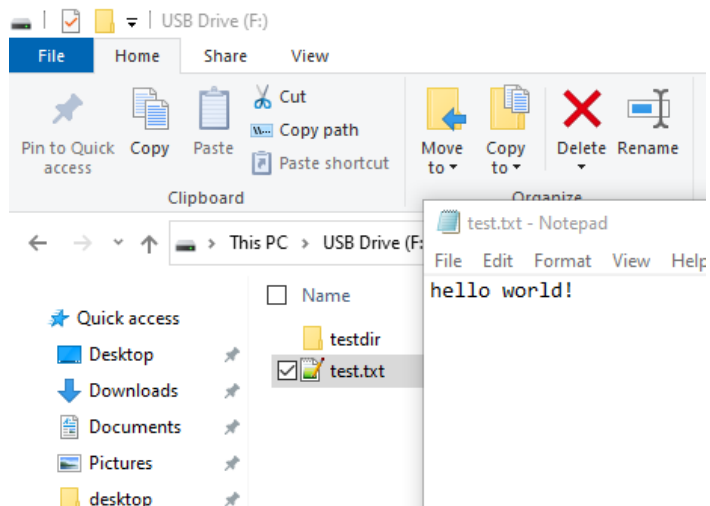 USB Drive (F:)
File Home Share View
Pin to Quick access
Copy
Paste
Cut
Copy path
Paste shortcut
Move to
Copy to
Delete
Rename
Clipboard
Organize
This PC > USB Drive (F:
test.txt - Notepad
File Edit Format View Help
hello world!
Name
testdir
test.txt
Quick access
Desktop
Downloads
Documents
Pictures
desktop